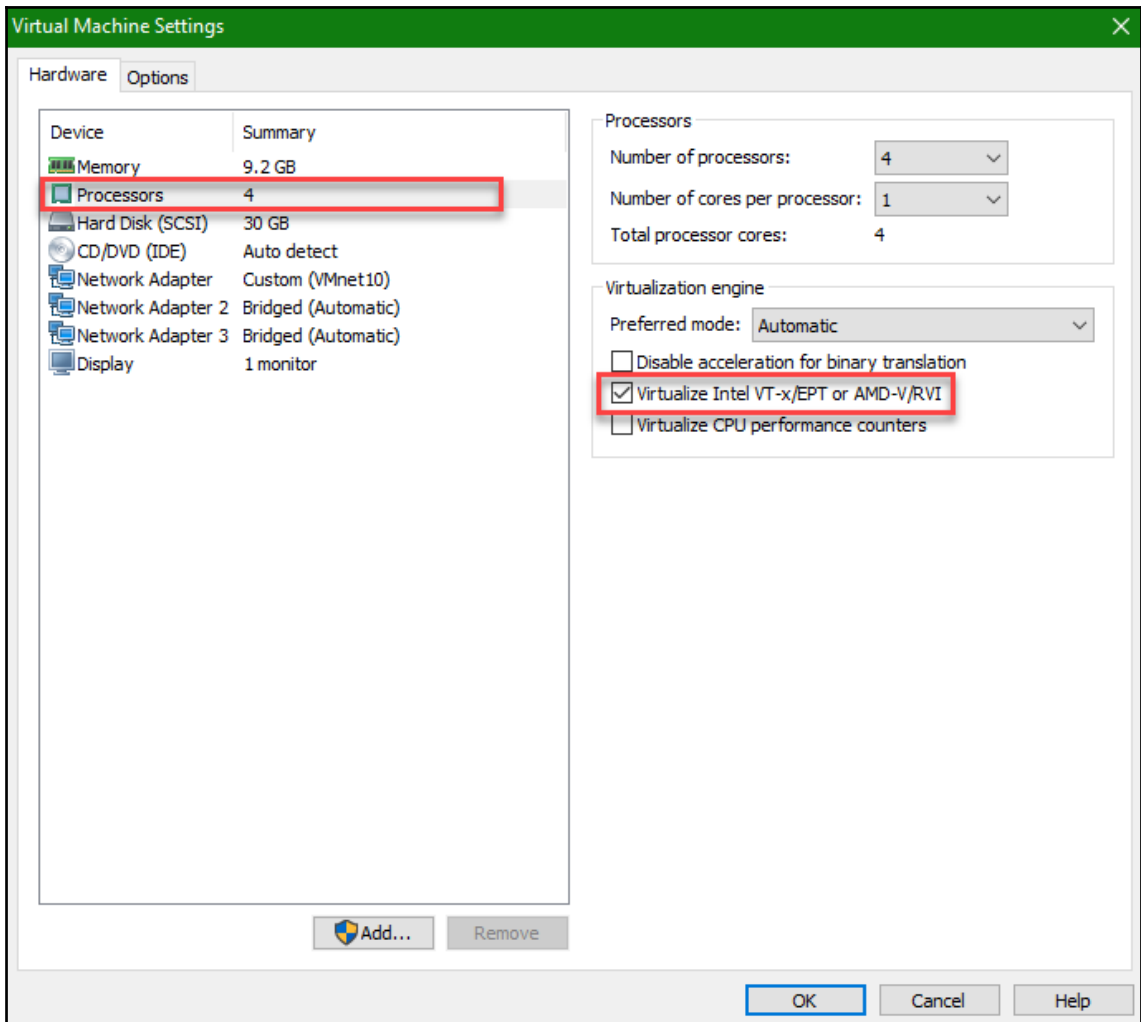 Virtual Machine Settings
Hardware Options
Device Summary
Memory 9.2 GB
Processors 4
Hard Disk (SCSI) 30 GB
CD/DVD (IDE) Auto detect
Network Adapter Custom (VMnet10)
Network Adapter 2 Bridged (Automatic)
Network Adapter 3 Bridged (Automatic)
Display 1 monitor
Add... Remove
Processors
Number of processors: 4
Number of cores per processor: 1
Total processor cores: 4
Virtualization engine
Preferred mode: Automatic
Disable acceleration for binary translation
Virtualize Intel VT-x/EPT or AMD-V/RVI
Virtualize CPU performance counters
OK Cancel Help